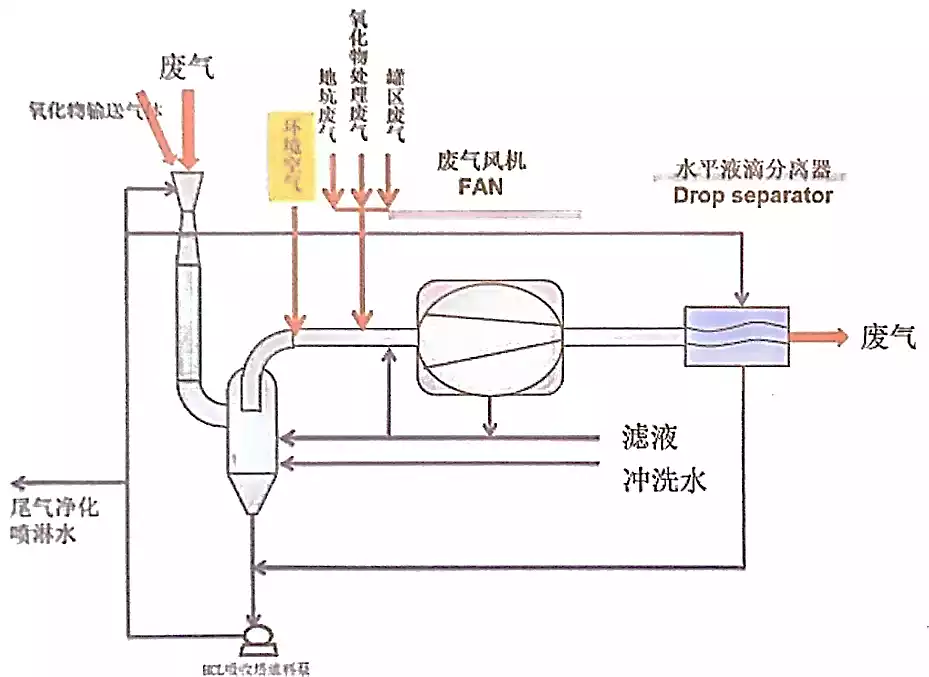 废气
氧化物输送气体
地坑废气
氧化物处理废气
罐区废气
环境空气
废气风机
FAN
水平液滴分离器
Drop separator
废气
滤液
冲洗水
尾气净化
喷淋水
HCL吸收塔进料泵